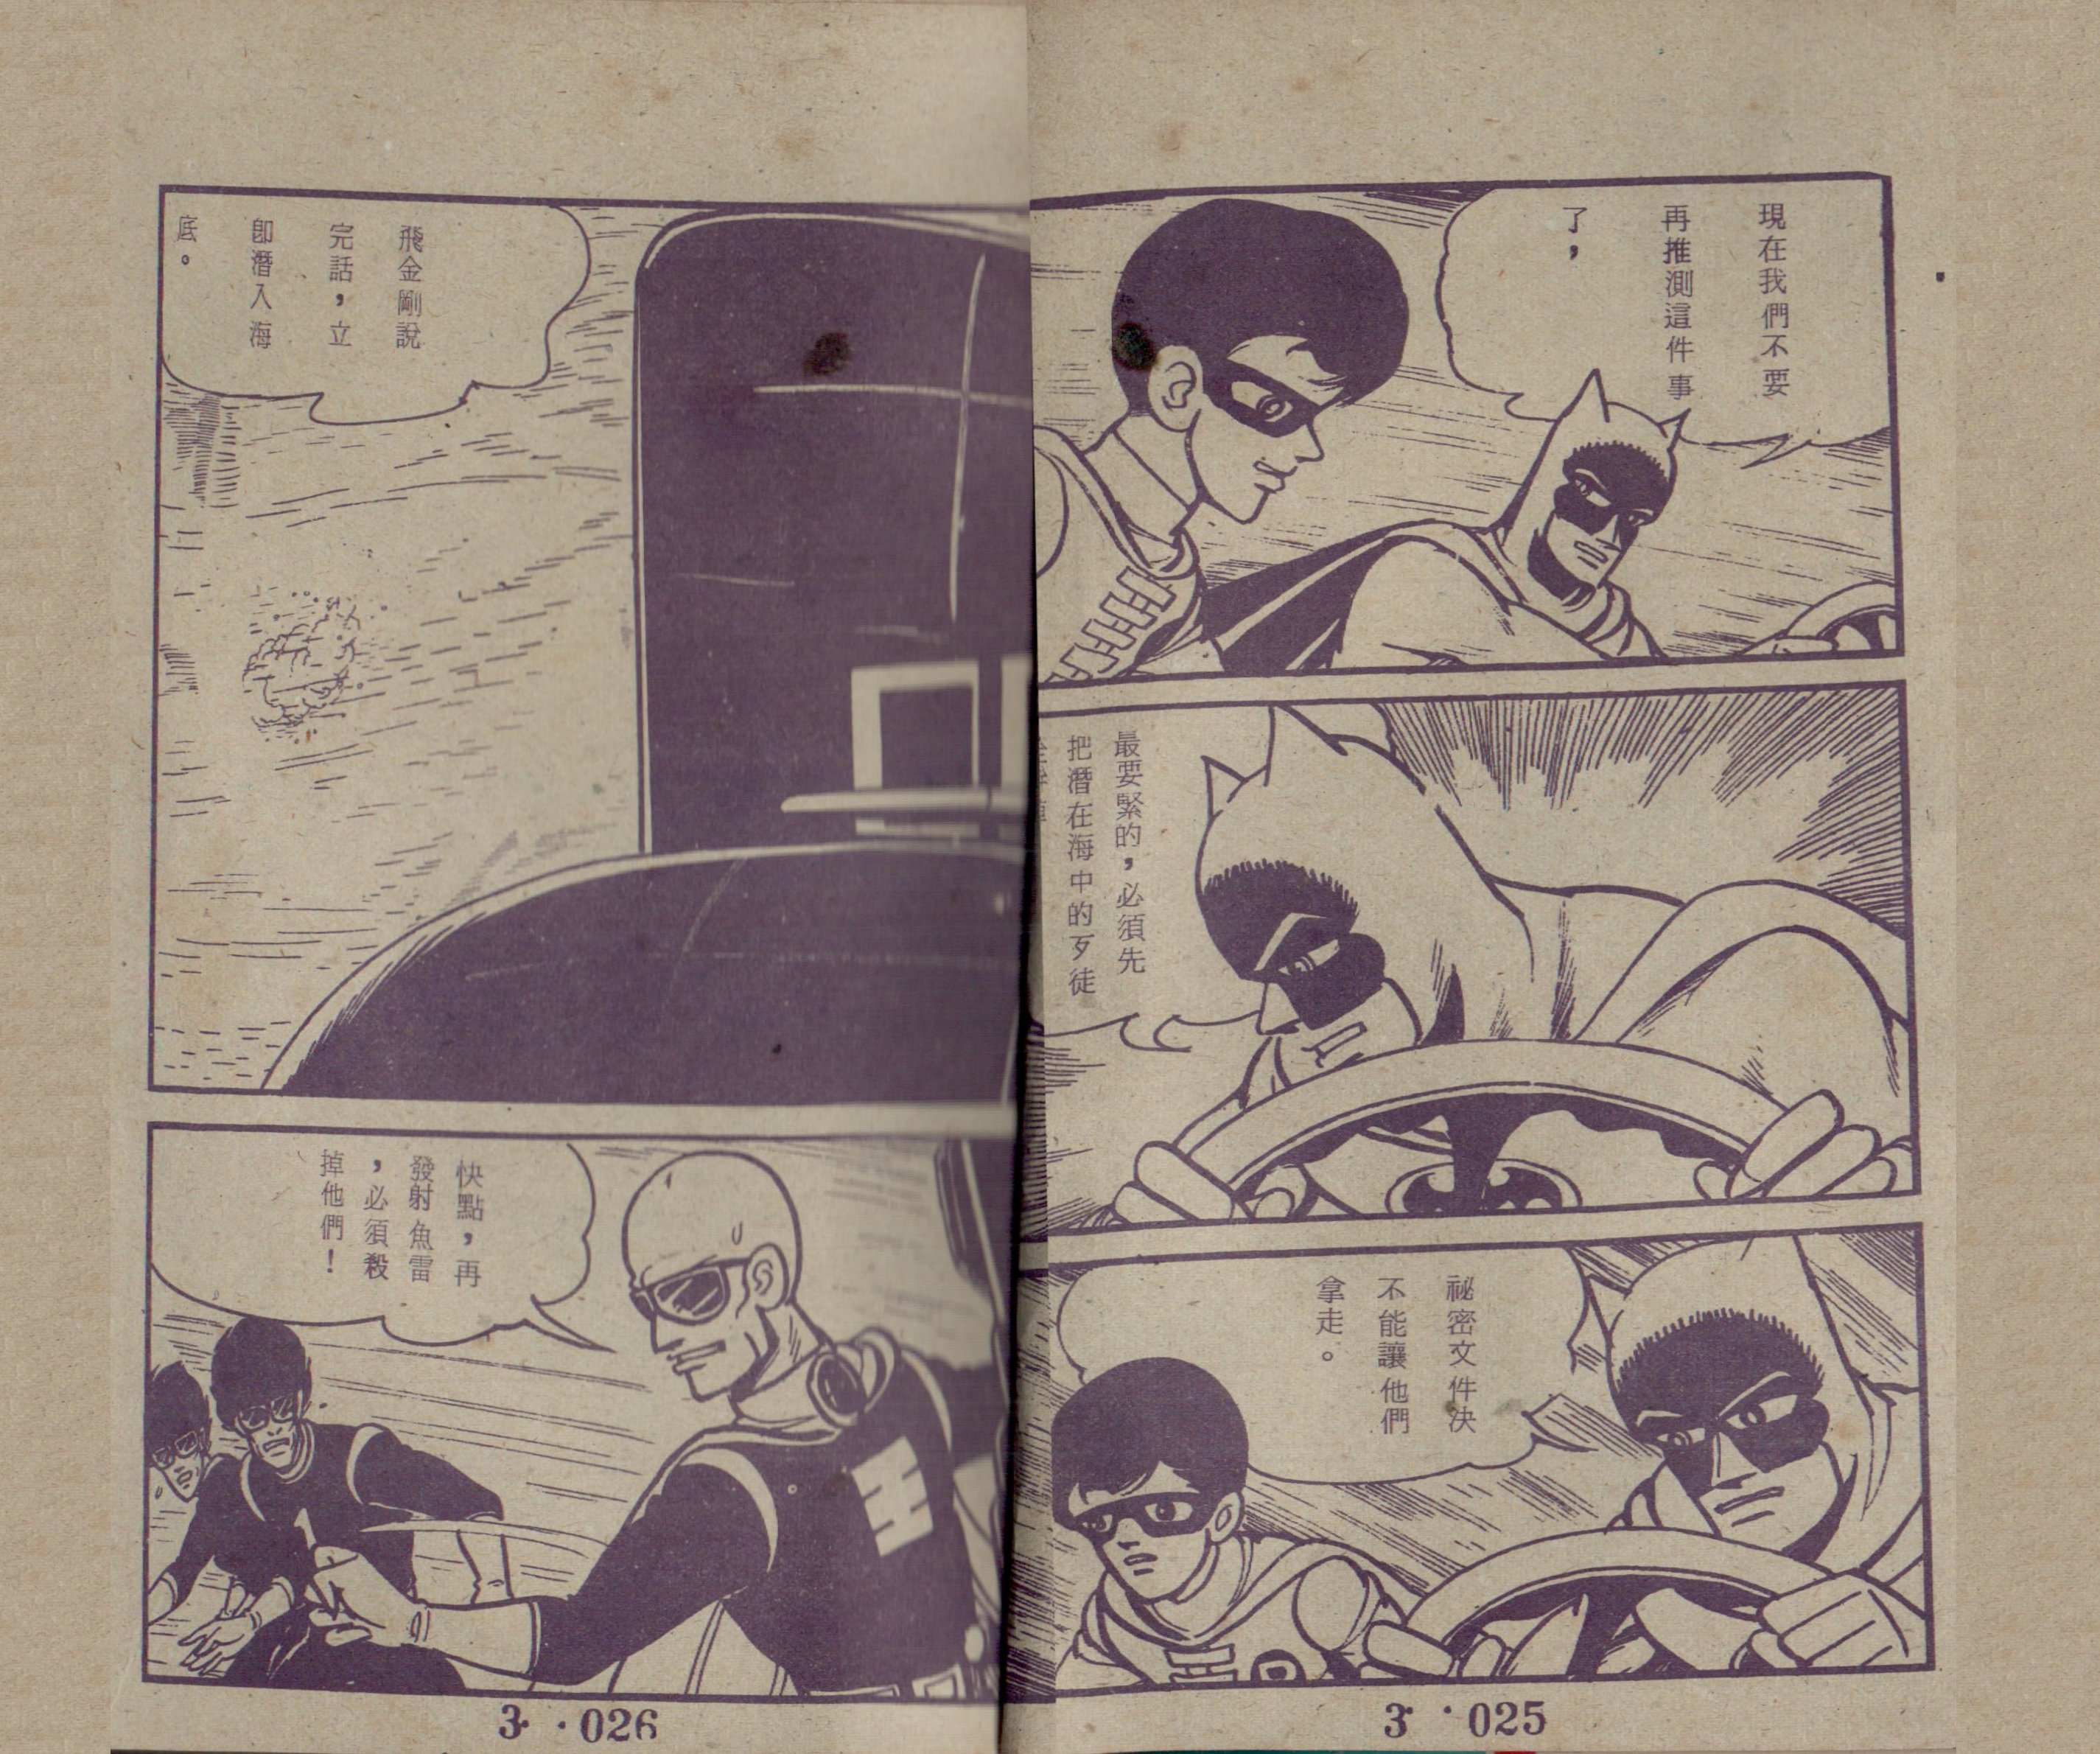 現在我們不要
再推測這件事
了，
最要緊的，必須先
把潛在海中的歹徒
祕密文件決
不能讓他們
拿走。
3・025
飛金剛說
完話，立
卽潛入海
底。
快點，再
發射魚雷
，必須殺
掉他們！
3・026